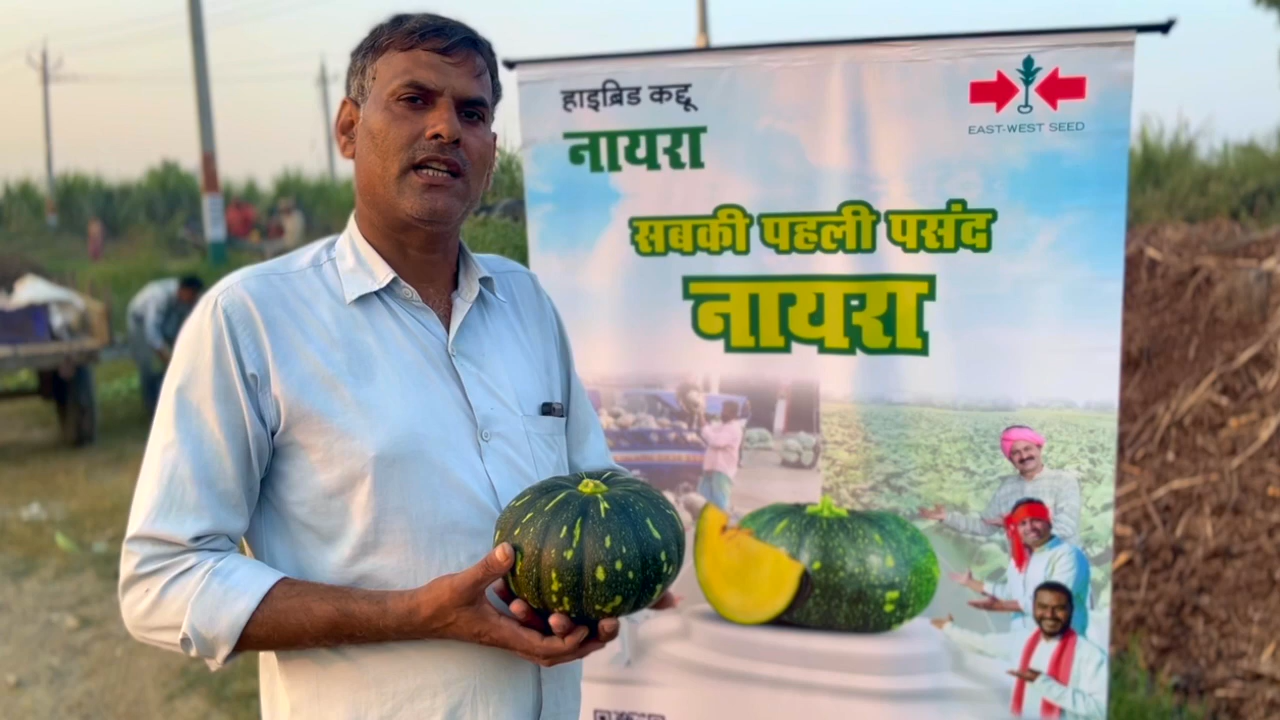 हाइब्रिड कद्दू
नायरा
EAST-WEST SEED
सबकी पहली पसंद
नायरा